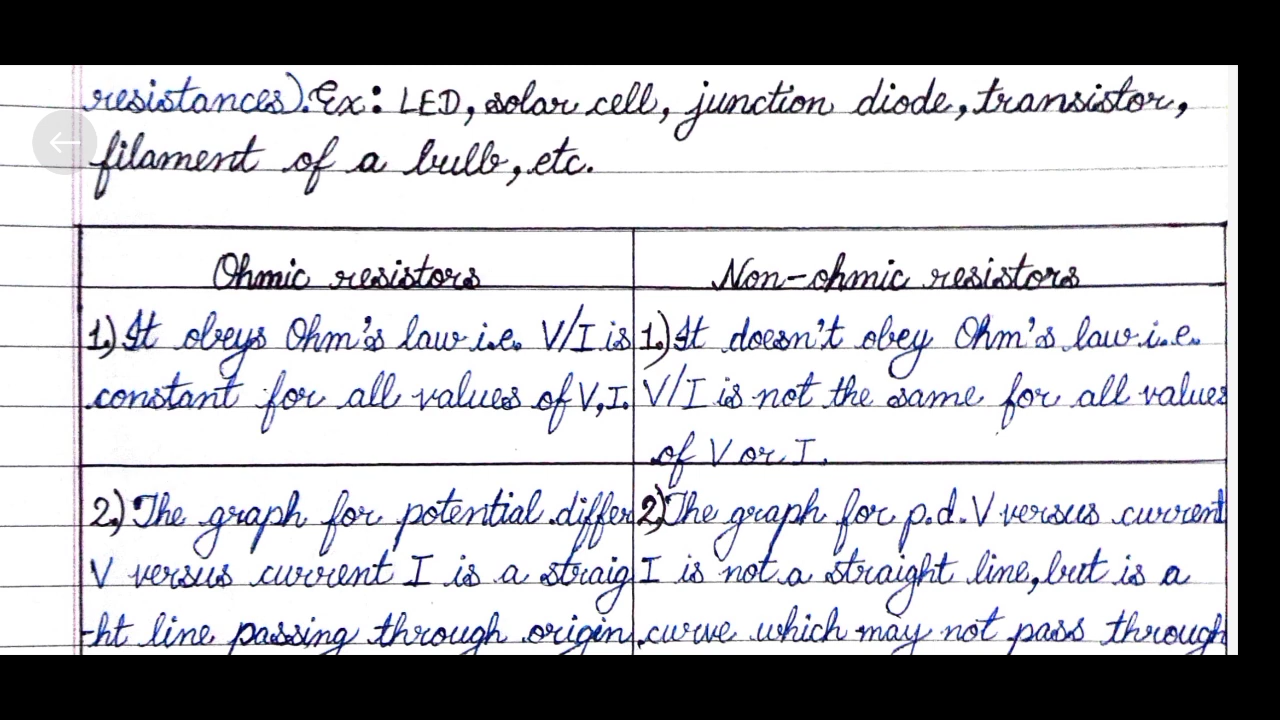 resistances). Ex: LED, solar cell, junction diode, transistor,
filament of a bulb, etc.
Ohmic resistors
Non-ohmic resistors
1.) It obeys Ohm's law i.e. V/I is
constant for all values of V, I.
1.) It doesn't obey Ohm's law i.e.
V/I is not the same for all values
of V or I.
2.) The graph for potential differ
V versus current I is a straig
-ht line passing through origin.
2.) The graph for p.d. V versus current
I is not a straight line, but is a
curve which may not pass through